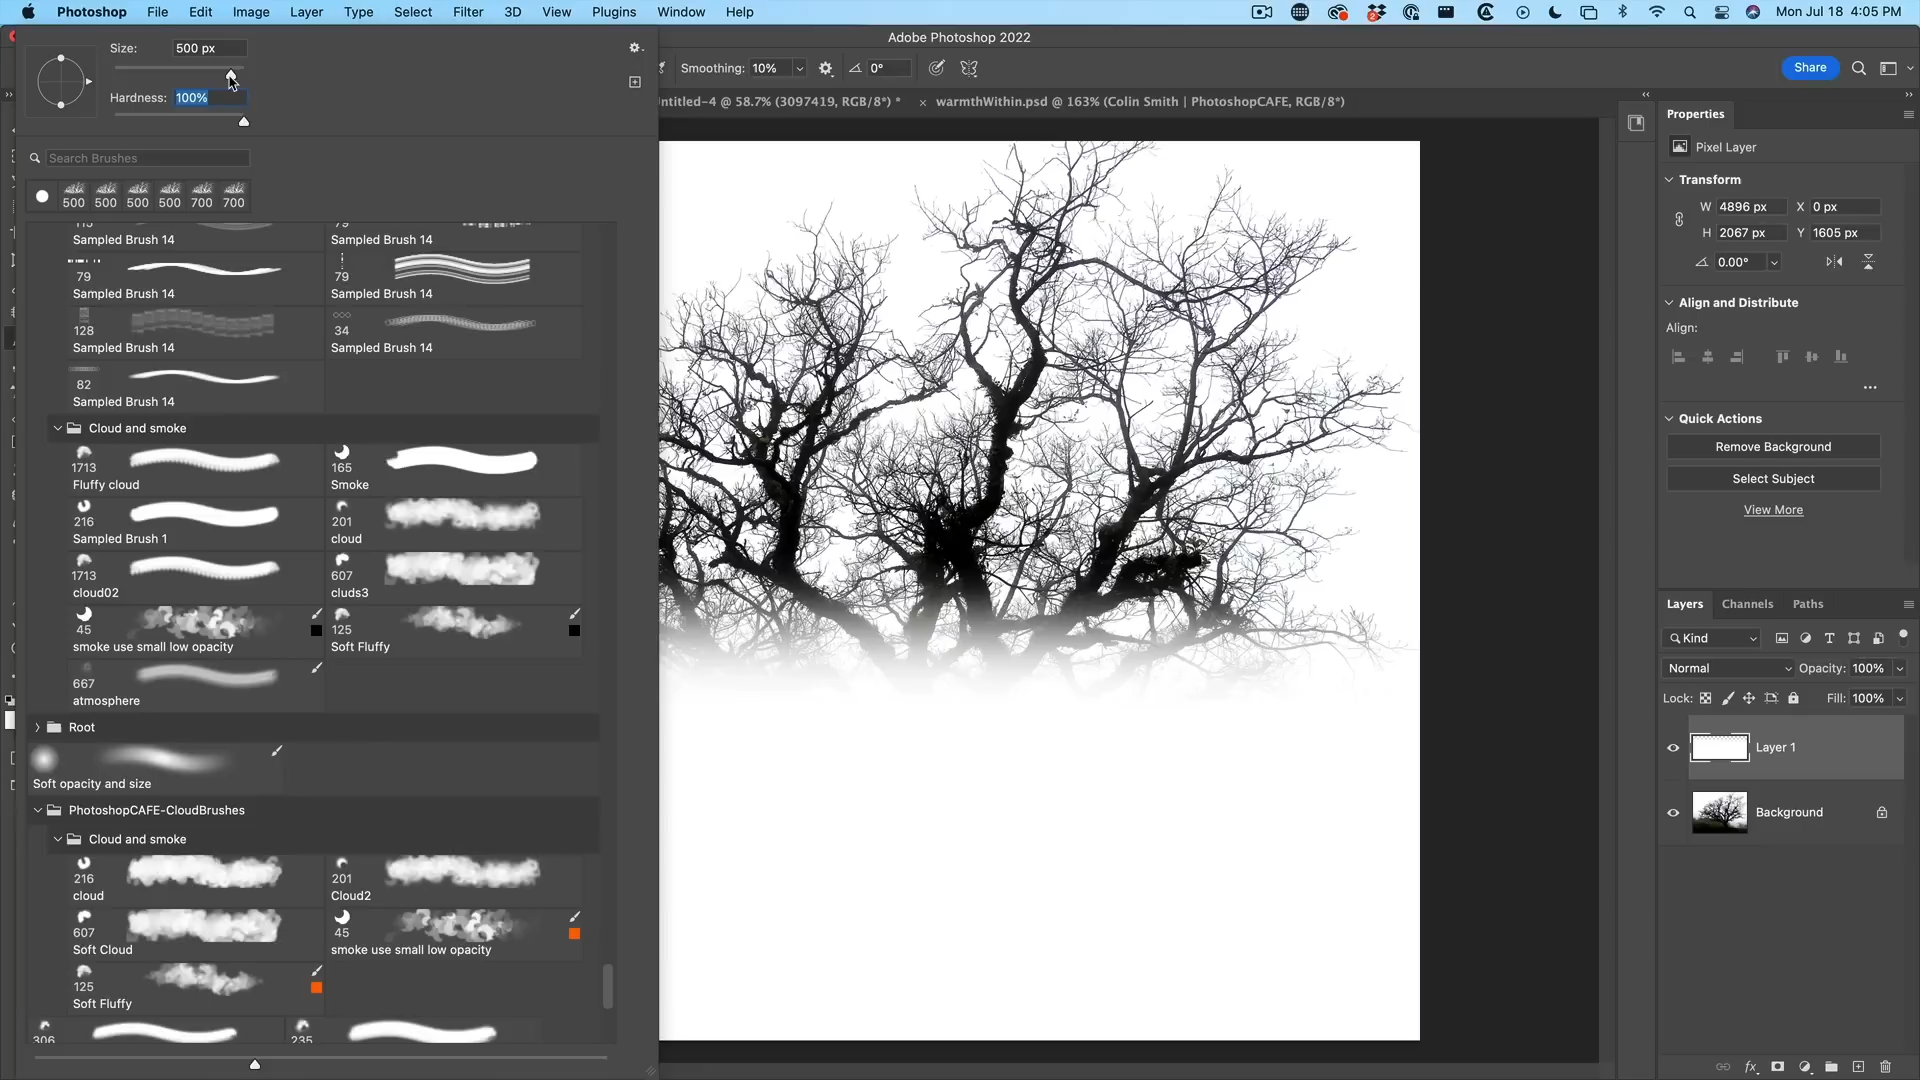 Photoshop File Edit Image Layer Type Select Filter 3D View Plugins Window Help
Mon Jul 18 4:05 PM
Adobe Photoshop 2022
Size: 500 px
Hardness: 100%
Smoothing: 10%
0°
Share
ntitled-4 @ 58.7% (3097419, RGB/8*) *
warmthWithin.psd @ 163% (Colin Smith | PhotoshopCAFE, RGB/8*)
Search Brushes
500 500 500 500 700 700
Sampled Brush 14
79
Sampled Brush 14
79
Sampled Brush 14
79
Sampled Brush 14
128
Sampled Brush 14
34
Sampled Brush 14
82
Sampled Brush 14
Cloud and smoke
1713
Fluffy cloud
165
Smoke
216
Sampled Brush 1
201
cloud
1713
cloud02
607
cluds3
45
smoke use small low opacity
125
Soft Fluffy
667
atmosphere
Root
Soft opacity and size
PhotoshopCAFE-CloudBrushes
Cloud and smoke
216
cloud
201
Cloud2
607
Soft Cloud
45
smoke use small low opacity
125
Soft Fluffy
306
235
Properties
Pixel Layer
Transform
W 4896 px X 0 px
H 2067 px Y 1605 px
0.00°
Align and Distribute
Align:
Quick Actions
Remove Background
Select Subject
View More
Layers Channels Paths
Kind
Normal Opacity: 100%
Lock: Fill: 100%
Layer 1
Background
fx